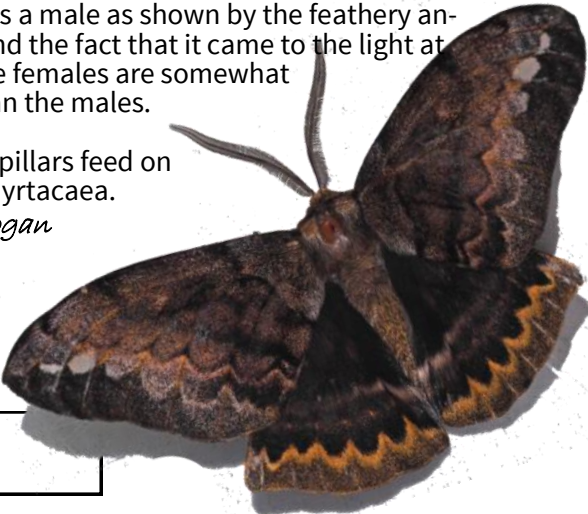 s a male as shown by the feathery an-
nd the fact that it came to the light at
e females are somewhat
an the males.
pillars feed on
yrtacaea.
gan